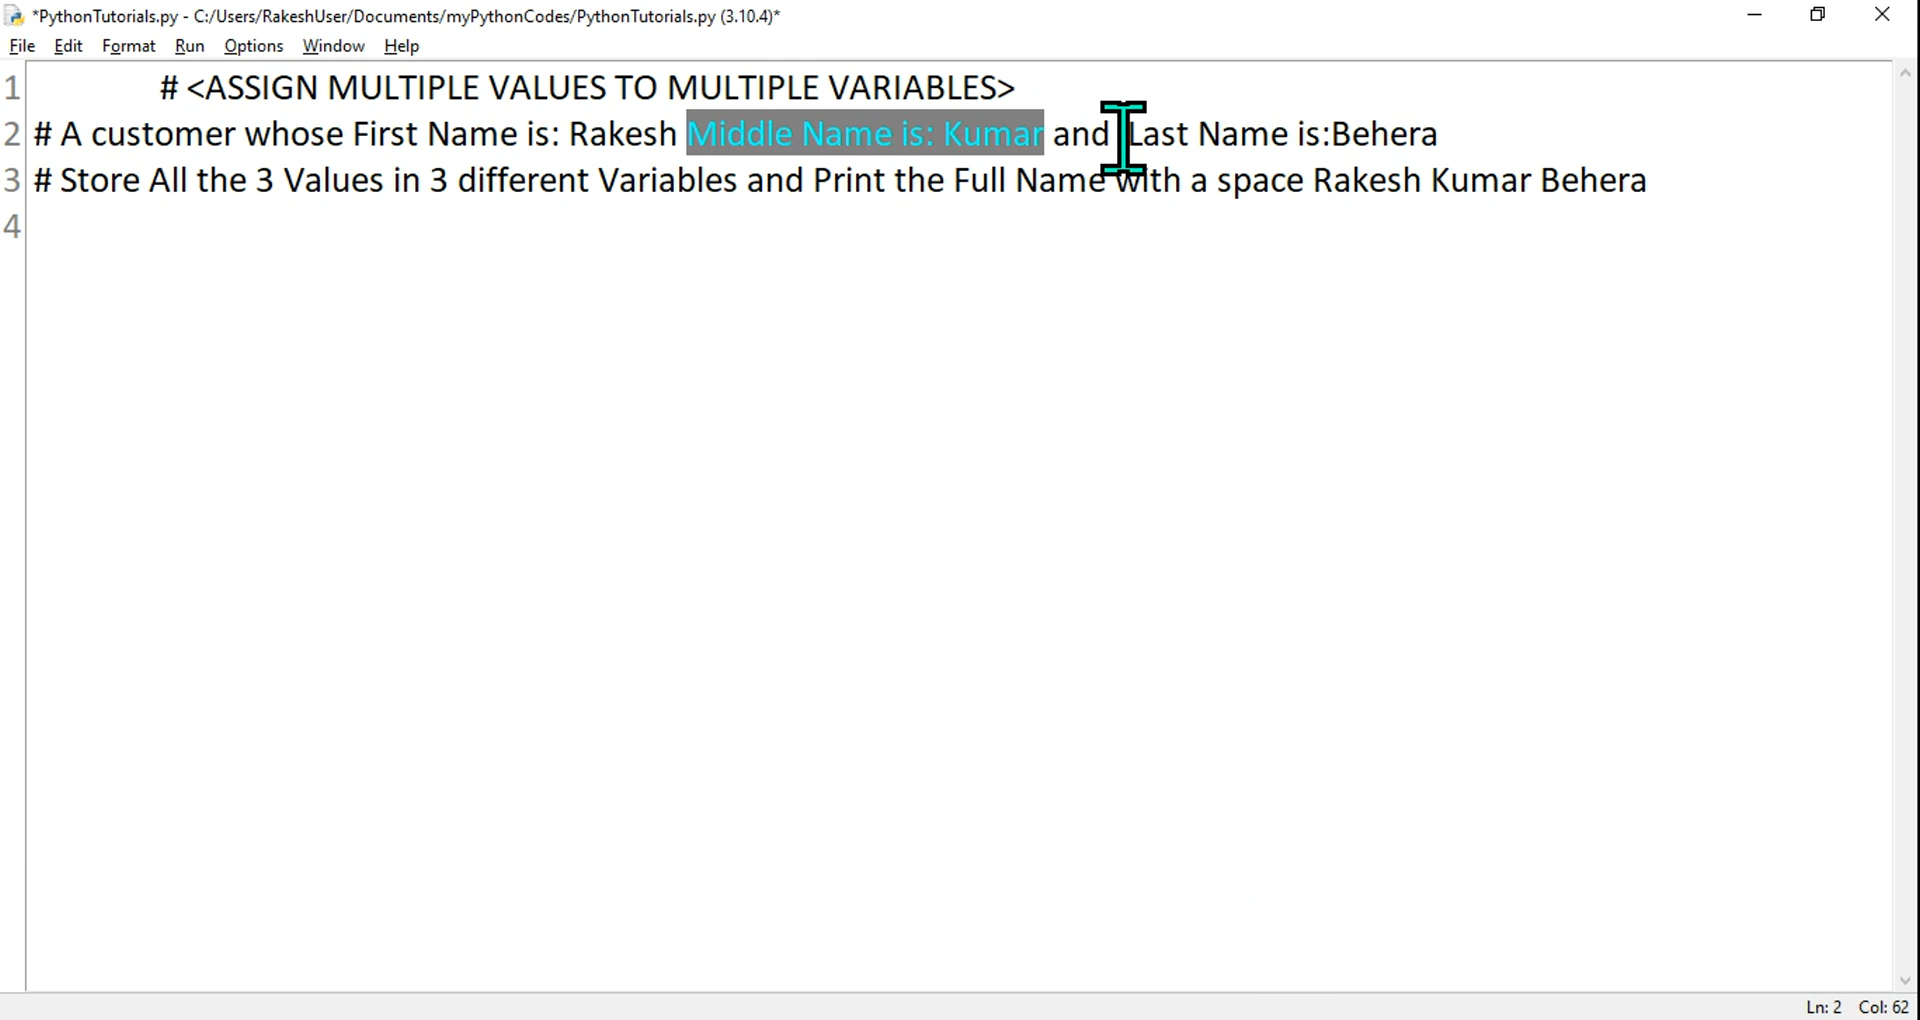 *PythonTutorials.py - C:/Users/RakeshUser/Documents/myPythonCodes/PythonTutorials.py (3.10.4)*
File Edit Format Run Options Window Help
1 # <ASSIGN MULTIPLE VALUES TO MULTIPLE VARIABLES>
2 # A customer whose First Name is: Rakesh Middle Name is: Kumar and Last Name is:Behera
3 # Store All the 3 Values in 3 different Variables and Print the Full Name with a space Rakesh Kumar Behera
4
Ln: 2 Col: 62